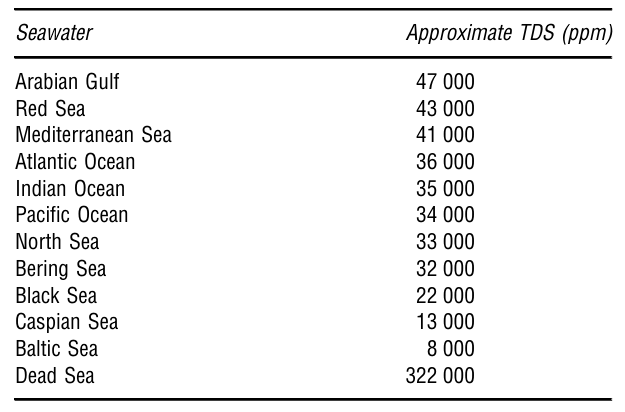 Seawater Approximate TDS (ppm)
Arabian Gulf 47 000
Red Sea 43 000
Mediterranean Sea 41 000
Atlantic Ocean 36 000
Indian Ocean 35 000
Pacific Ocean 34 000
North Sea 33 000
Bering Sea 32 000
Black Sea 22 000
Caspian Sea 13 000
Baltic Sea 8 000
Dead Sea 322 000